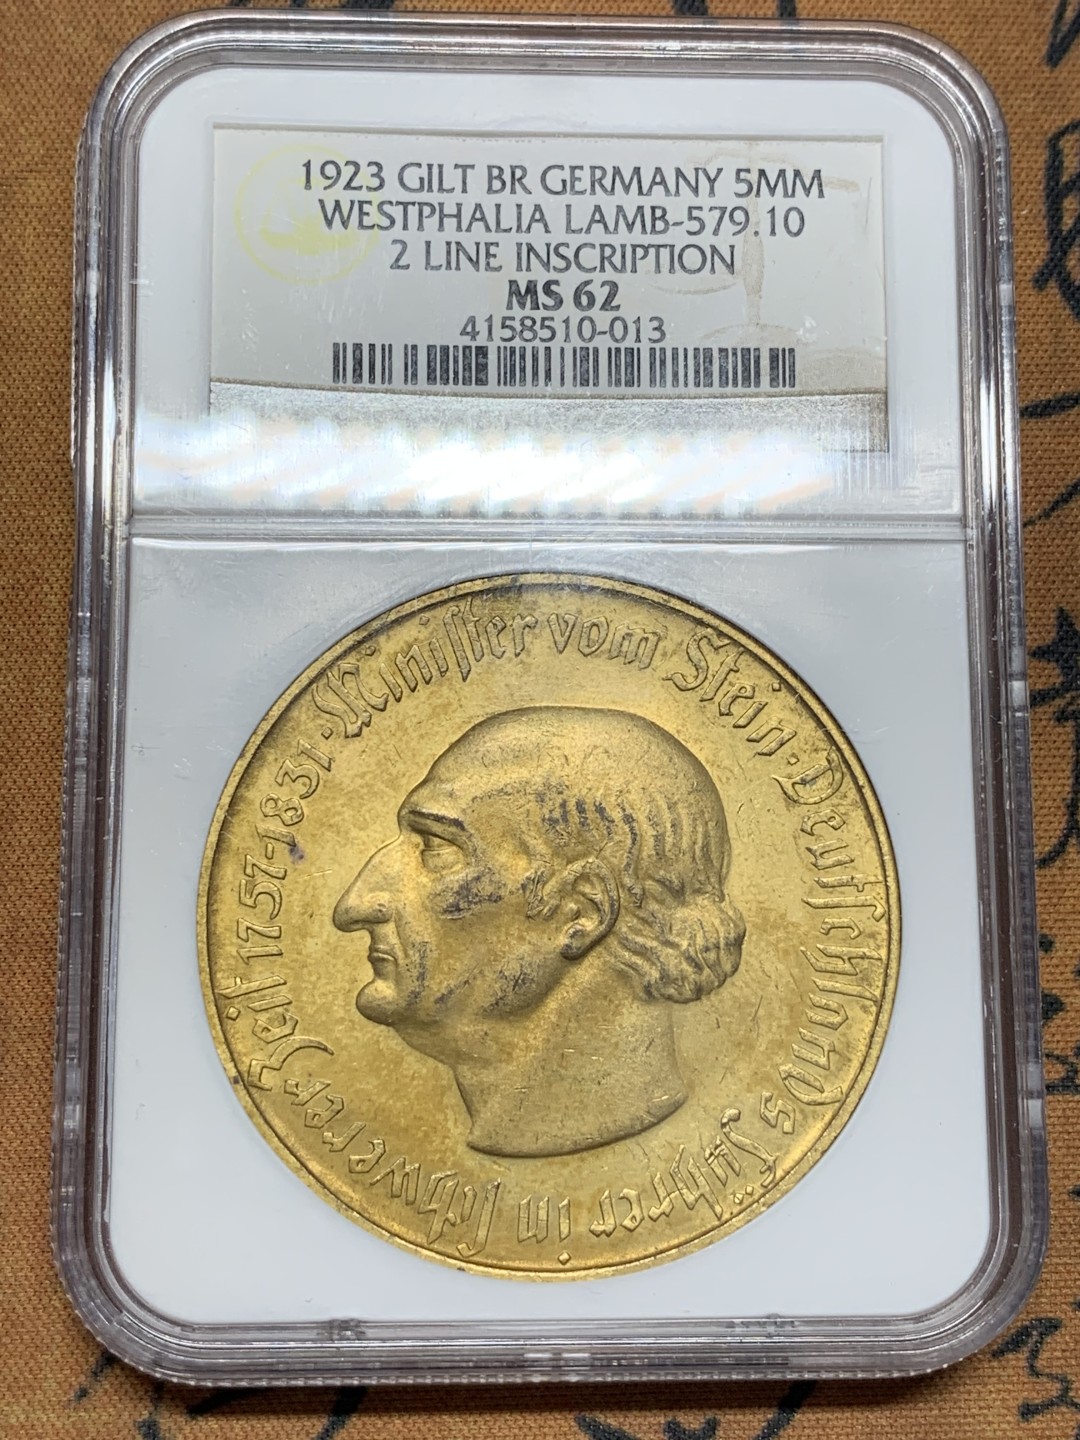 1923 GILT BR GERMANY 5MM
WESTPHALIA LAMB-579.10
2 LINE INSCRIPTION
MS 62
4158510-013
· Minister vom Stein · Deutschlands Führer in schwerer Zeit 1757-1831